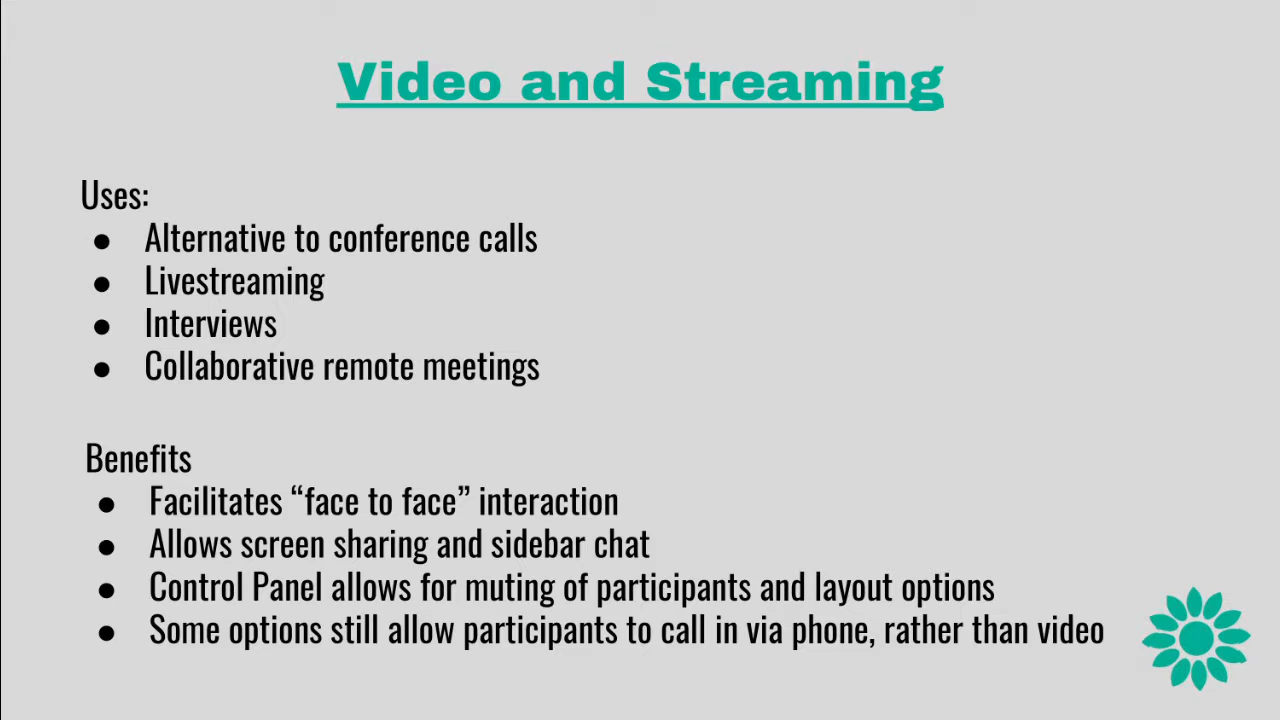 Video and Streaming
Uses:
● Alternative to conference calls
● Livestreaming
● Interviews
● Collaborative remote meetings
Benefits
● Facilitates “face to face” interaction
● Allows screen sharing and sidebar chat
● Control Panel allows for muting of participants and layout options
● Some options still allow participants to call in via phone, rather than video